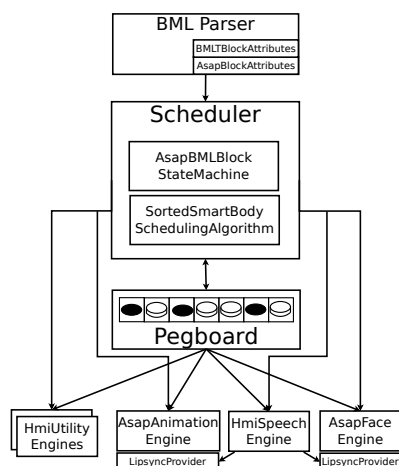 BML Parser
BMLTBlockAttributes
AsapBlockAttributes
Scheduler
AsapBMLBlock
StateMachine
SortedSmartBody
SchedulingAlgorithm
Pegboard
HmiUtility
Engines
AsapAnimation
Engine
LipsyncProvider
HmiSpeech
Engine
AsapFace
Engine
LipsyncProvider